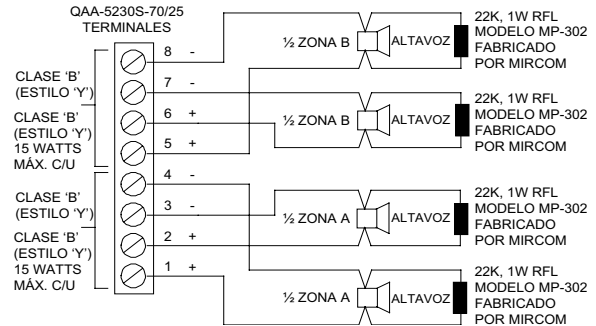 QAA-5230S-70/25
TERMINALES
8 -
7 -
6 +
5 +
4 -
3 -
2 +
1 +
CLASE 'B'
(ESTILO 'Y')
CLASE 'B'
(ESTILO 'Y')
15 WATTS
MÁX. C/U
CLASE 'B'
(ESTILO 'Y')
CLASE 'B'
(ESTILO 'Y')
15 WATTS
MÁX. C/U
½ ZONA B
ALTAVOZ
22K, 1W RFL
MODELO MP-302
FABRICADO
POR MIRCOM
½ ZONA B
ALTAVOZ
22K, 1W RFL
MODELO MP-302
FABRICADO
POR MIRCOM
½ ZONA A
ALTAVOZ
22K, 1W RFL
MODELO MP-302
FABRICADO
POR MIRCOM
½ ZONA A
ALTAVOZ
22K, 1W RFL
MODELO MP-302
FABRICADO
POR MIRCOM